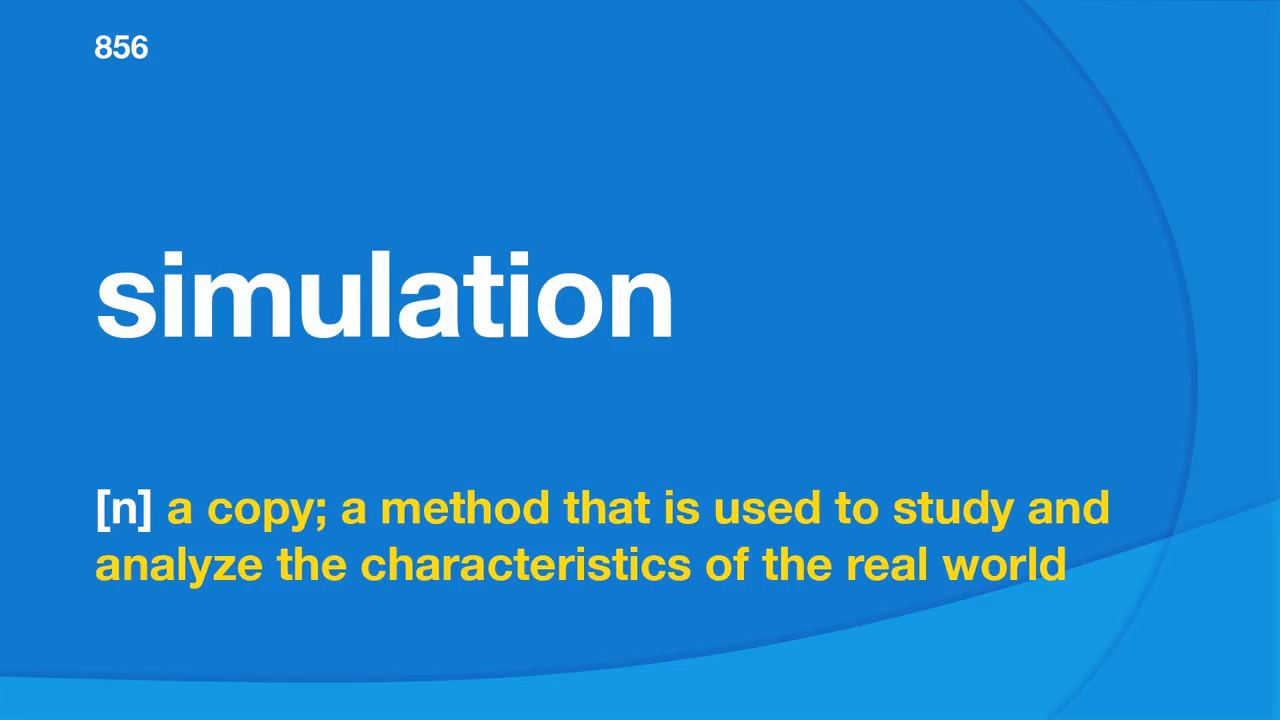 856
simulation
[n] a copy; a method that is used to study and
analyze the characteristics of the real world